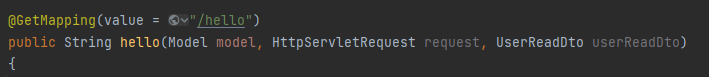 @GetMapping(value = "/hello")
public String hello(Model model, HttpServletRequest request, UserReadDto userReadDto)
{